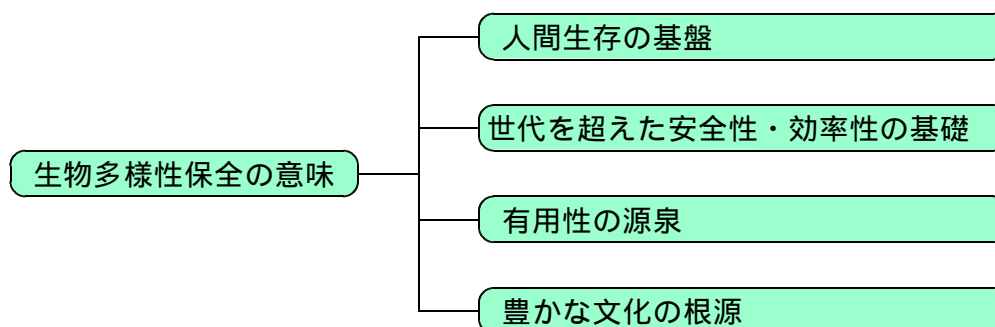 生物多様性保全の意味
人間生存の基盤
世代を超えた安全性・効率性の基礎
有用性の源泉
豊かな文化の根源